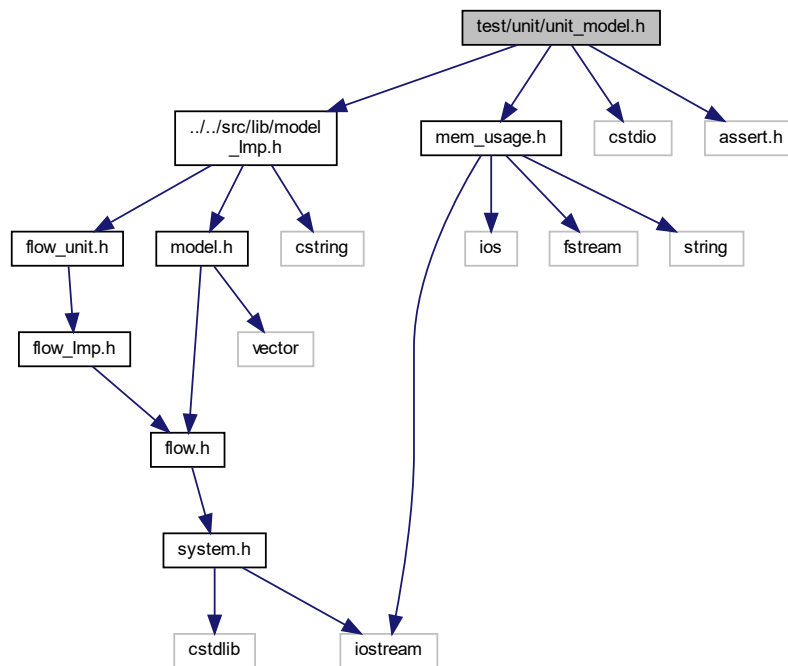 test/unit/unit_model.h
../../src/lib/model
_Imp.h
mem_usage.h
cstdio
assert.h
flow_unit.h
model.h
cstring
ios
fstream
string
flow_Imp.h
vector
flow.h
system.h
cstdlib
iostream